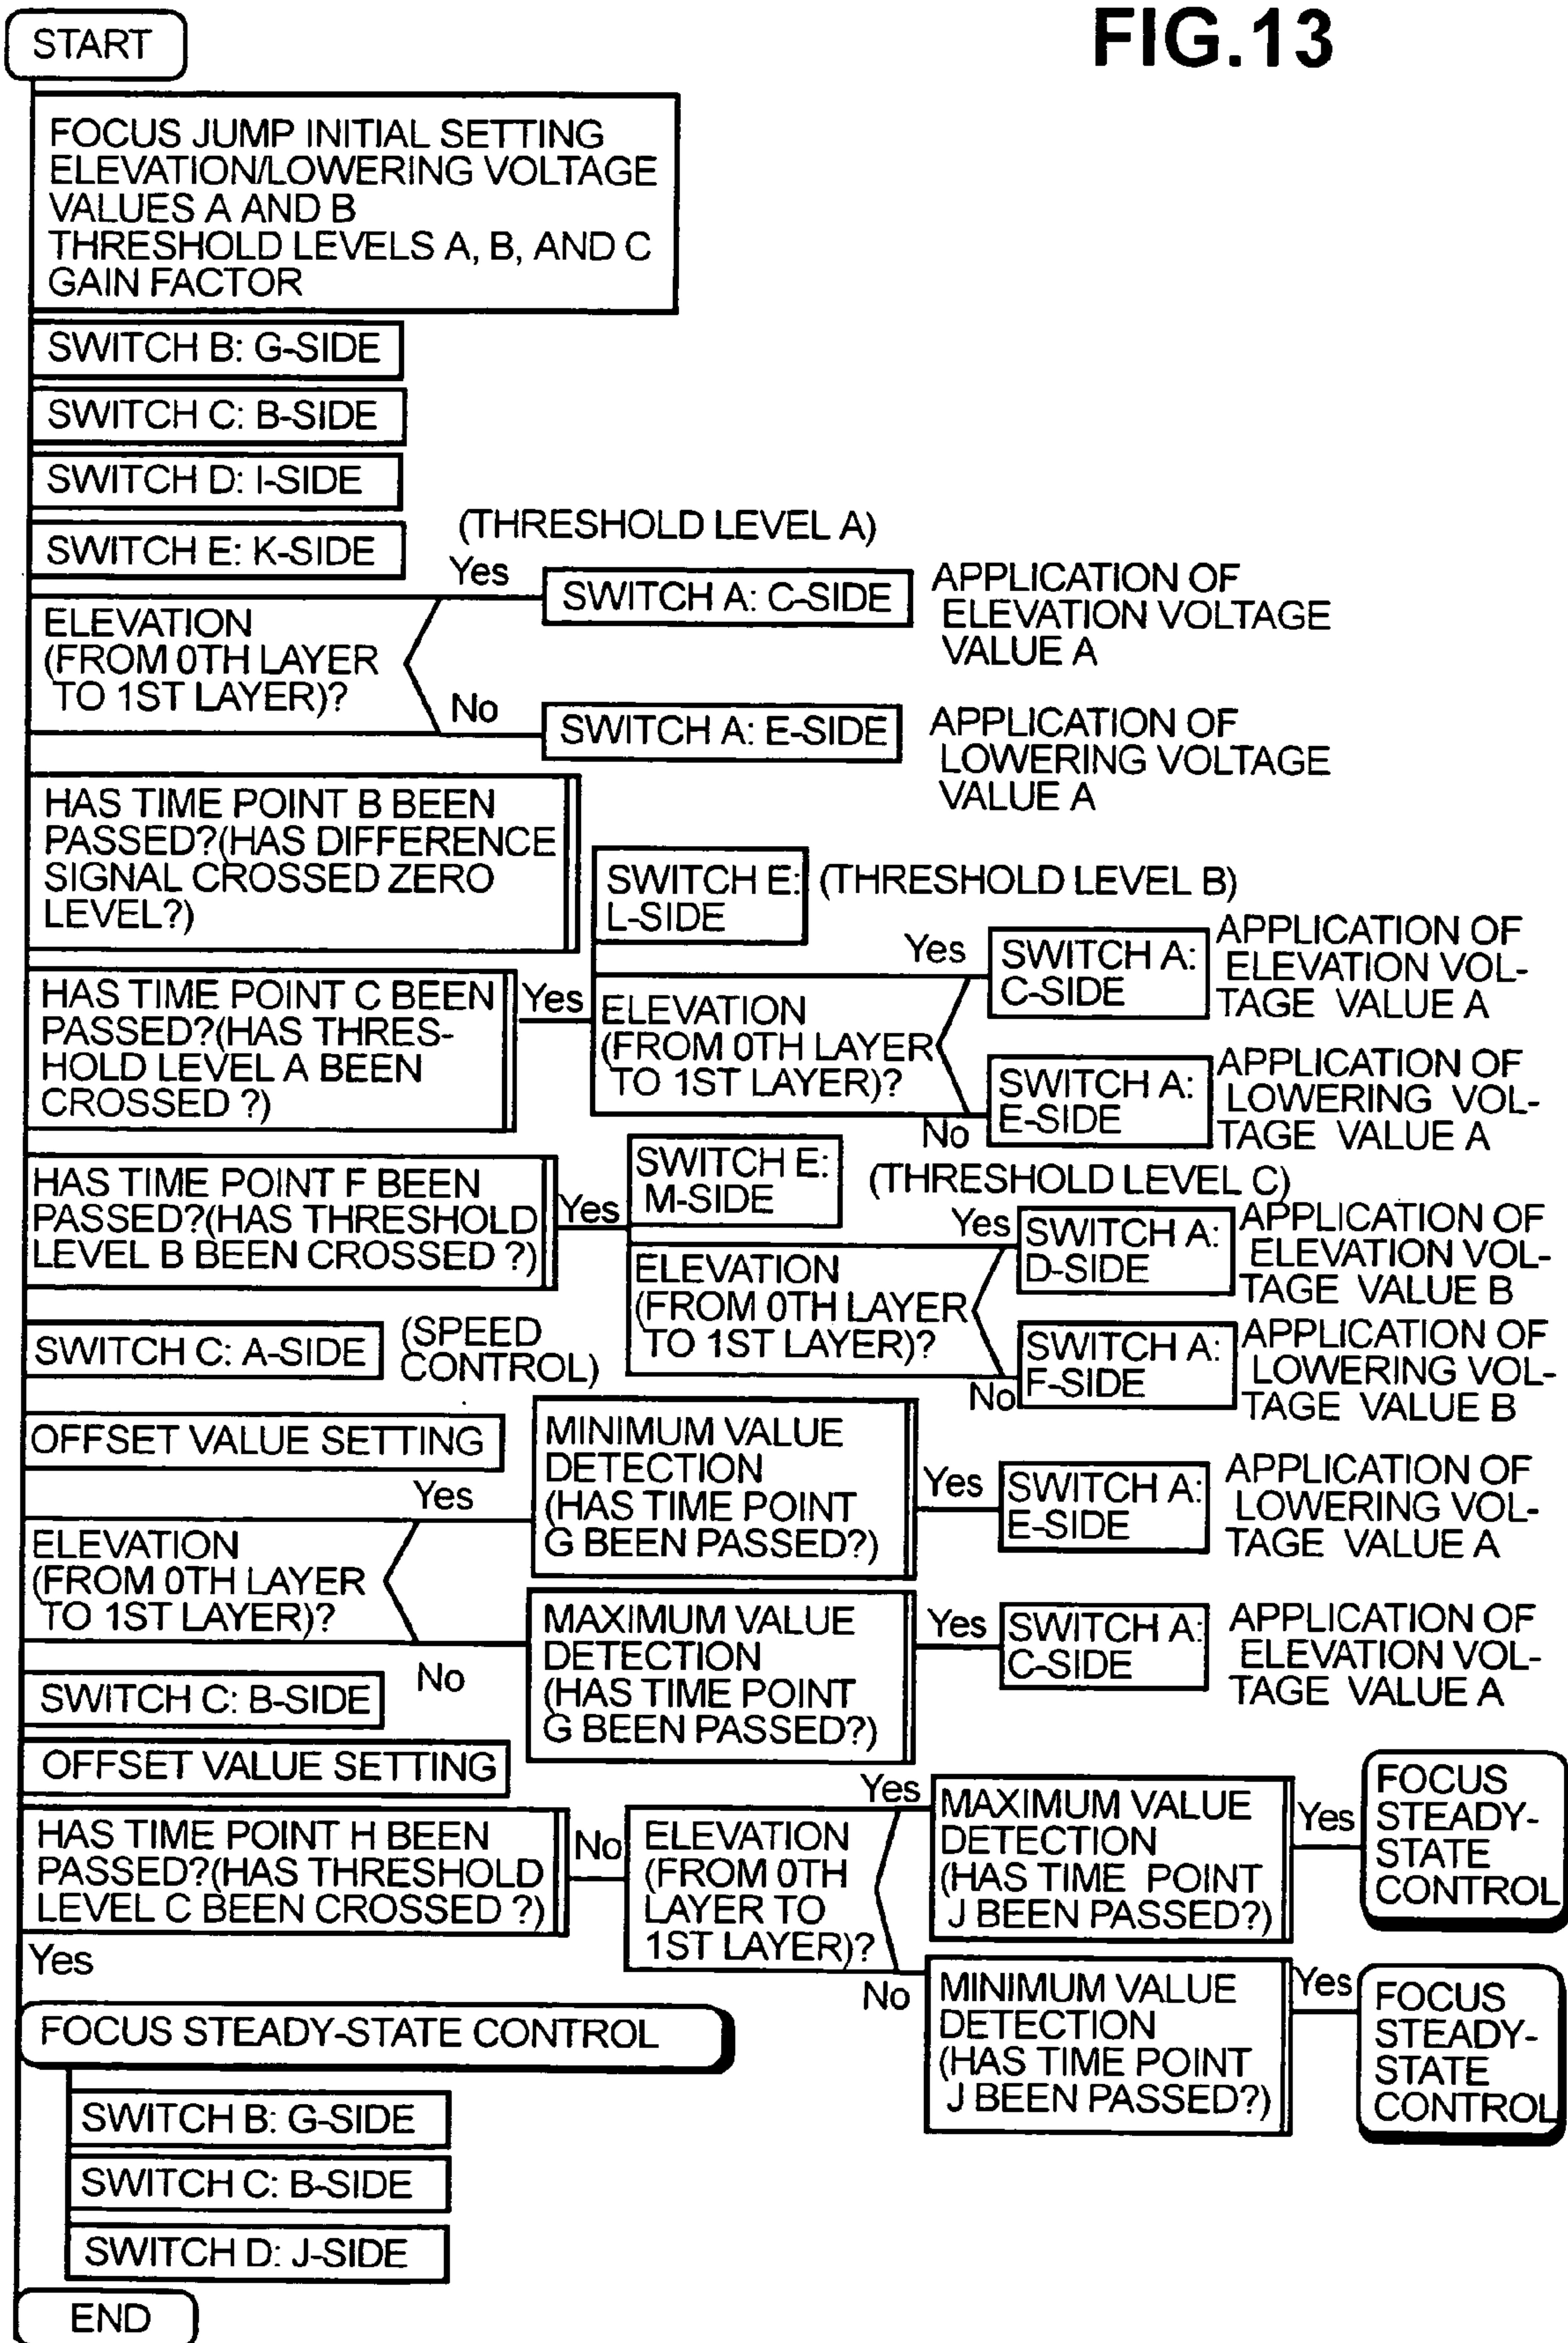 FIG.13
START
FOCUS JUMP INITIAL SETTING
ELEVATION/LOWERING VOLTAGE
VALUES A AND B
THRESHOLD LEVELS A, B, AND C
GAIN FACTOR
SWITCH B: G-SIDE
SWITCH C: B-SIDE
SWITCH D: I-SIDE
SWITCH E: K-SIDE
(THRESHOLD LEVEL A)
ELEVATION
(FROM 0TH LAYER
TO 1ST LAYER)?
Yes
SWITCH A: C-SIDE
APPLICATION OF
ELEVATION VOLTAGE
VALUE A
No
SWITCH A: E-SIDE
APPLICATION OF
LOWERING VOLTAGE
VALUE A
HAS TIME POINT B BEEN
PASSED?(HAS DIFFERENCE
SIGNAL CROSSED ZERO
LEVEL?)
HAS TIME POINT C BEEN
PASSED?(HAS THRES-
HOLD LEVEL A BEEN
CROSSED ?)
Yes
SWITCH E:
L-SIDE
(THRESHOLD LEVEL B)
ELEVATION
(FROM 0TH LAYER
TO 1ST LAYER)?
Yes
SWITCH A:
C-SIDE
APPLICATION OF
ELEVATION VOL-
TAGE VALUE A
No
SWITCH A:
E-SIDE
APPLICATION OF
LOWERING VOL-
TAGE VALUE A
HAS TIME POINT F BEEN
PASSED?(HAS THRESHOLD
LEVEL B BEEN CROSSED ?)
Yes
SWITCH E:
M-SIDE
(THRESHOLD LEVEL C)
ELEVATION
(FROM 0TH LAYER
TO 1ST LAYER)?
Yes
SWITCH A:
D-SIDE
APPLICATION OF
ELEVATION VOL-
TAGE VALUE B
No
SWITCH A:
F-SIDE
APPLICATION OF
LOWERING VOL-
TAGE VALUE B
SWITCH C: A-SIDE
(SPEED
CONTROL)
OFFSET VALUE SETTING
ELEVATION
(FROM 0TH LAYER
TO 1ST LAYER)?
Yes
MINIMUM VALUE
DETECTION
(HAS TIME POINT
G BEEN PASSED?)
Yes
SWITCH A:
E-SIDE
APPLICATION OF
LOWERING VOL-
TAGE VALUE A
No
MAXIMUM VALUE
DETECTION
(HAS TIME POINT
G BEEN PASSED?)
Yes
SWITCH A:
C-SIDE
APPLICATION OF
ELEVATION VOL-
TAGE VALUE A
SWITCH C: B-SIDE
OFFSET VALUE SETTING
HAS TIME POINT H BEEN
PASSED?(HAS THRESHOLD
LEVEL C BEEN CROSSED ?)
No
ELEVATION
(FROM 0TH
LAYER TO
1ST LAYER)?
Yes
MAXIMUM VALUE
DETECTION
(HAS TIME POINT
J BEEN PASSED?)
Yes
FOCUS
STEADY-
STATE
CONTROL
No
MINIMUM VALUE
DETECTION
(HAS TIME POINT
J BEEN PASSED?)
Yes
FOCUS
STEADY-
STATE
CONTROL
Yes
FOCUS STEADY-STATE CONTROL
SWITCH B: G-SIDE
SWITCH C: B-SIDE
SWITCH D: J-SIDE
END